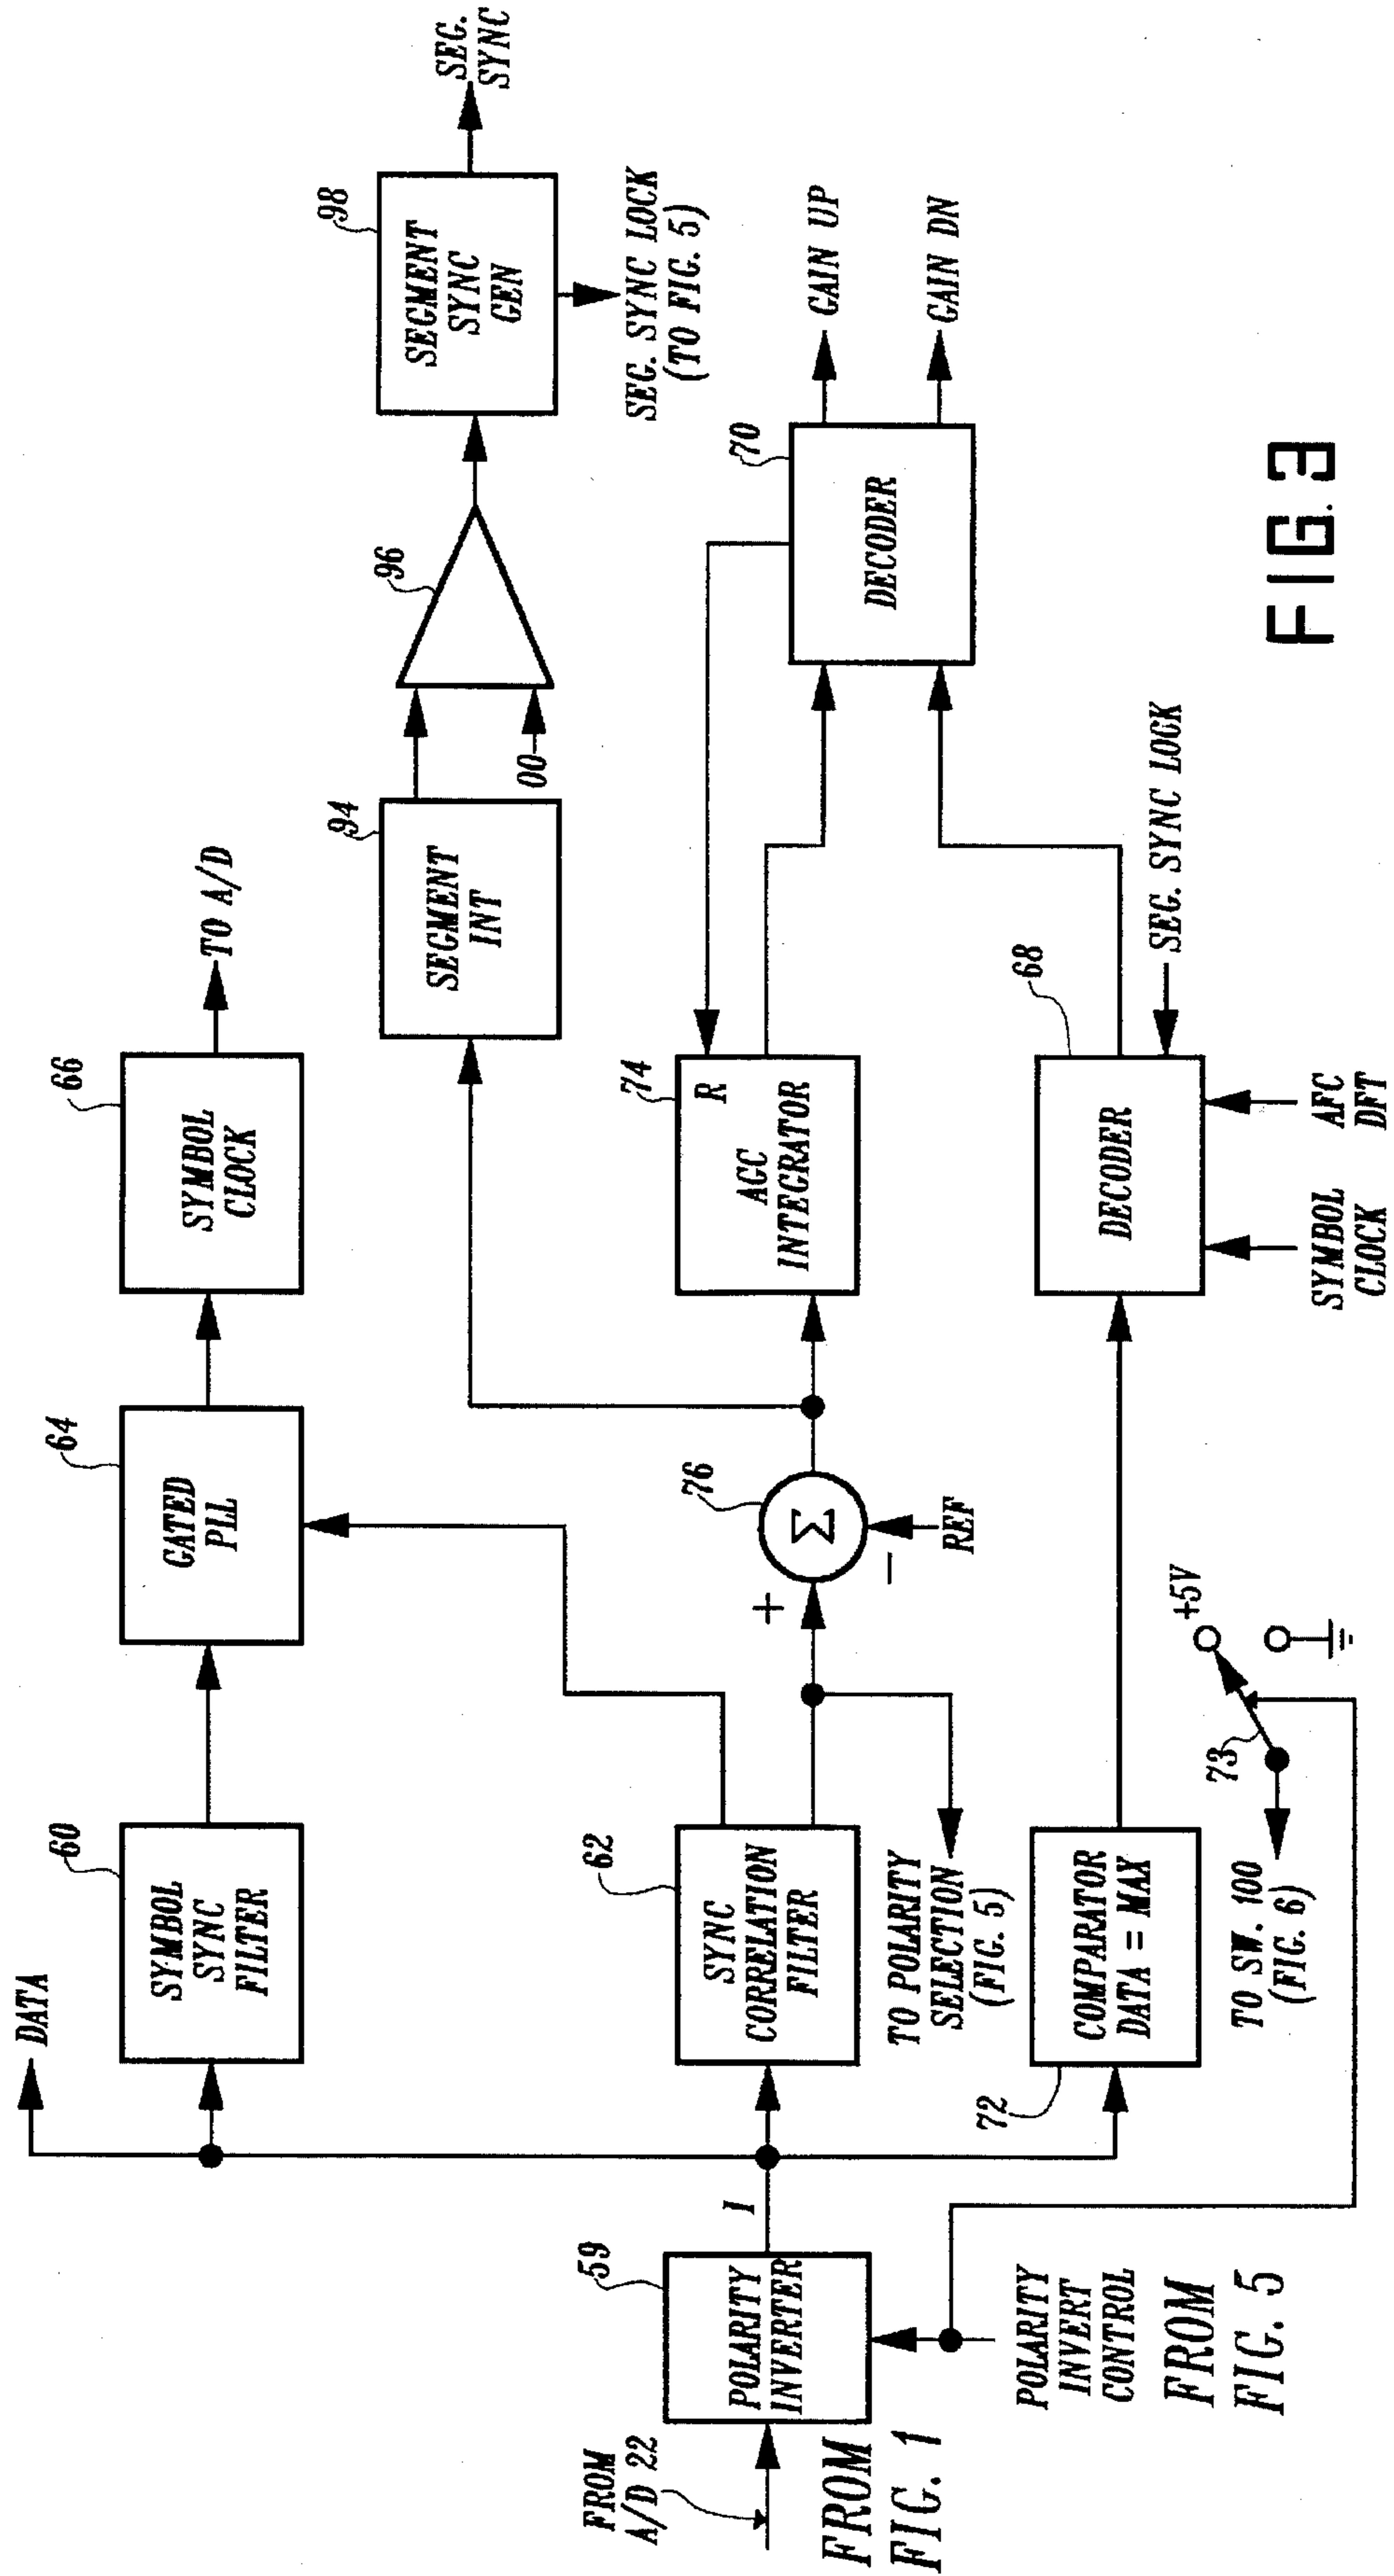 FROM
A/D 22
FROM
FIG. 1
59
POLARITY
INVERTER
POLARITY
INVERT
CONTROL
FROM
FIG. 5
I
DATA
60
SYMBOL
SYNC
FILTER
62
SYNC
CORRELATION
FILTER
TO POLARITY
SELECTION
(FIG. 5)
72
COMPARATOR
DATA = MAX
TO SW. 100
(FIG. 6)
73
+5V
64
GATED
PLL
76
+
Σ
−
REF
66
SYMBOL
CLOCK
TO A/D
74
R
AGC
INTEGRATOR
68
DECODER
SYMBOL
CLOCK
AFC
DFT
SEG. SYNC LOCK
94
SEGMENT
INT
00
96
70
DECODER
GAIN UP
GAIN DN
98
SEGMENT
SYNC
GEN
SEG.
SYNC
SEG. SYNC LOCK
(TO FIG. 5)
FIG. 3